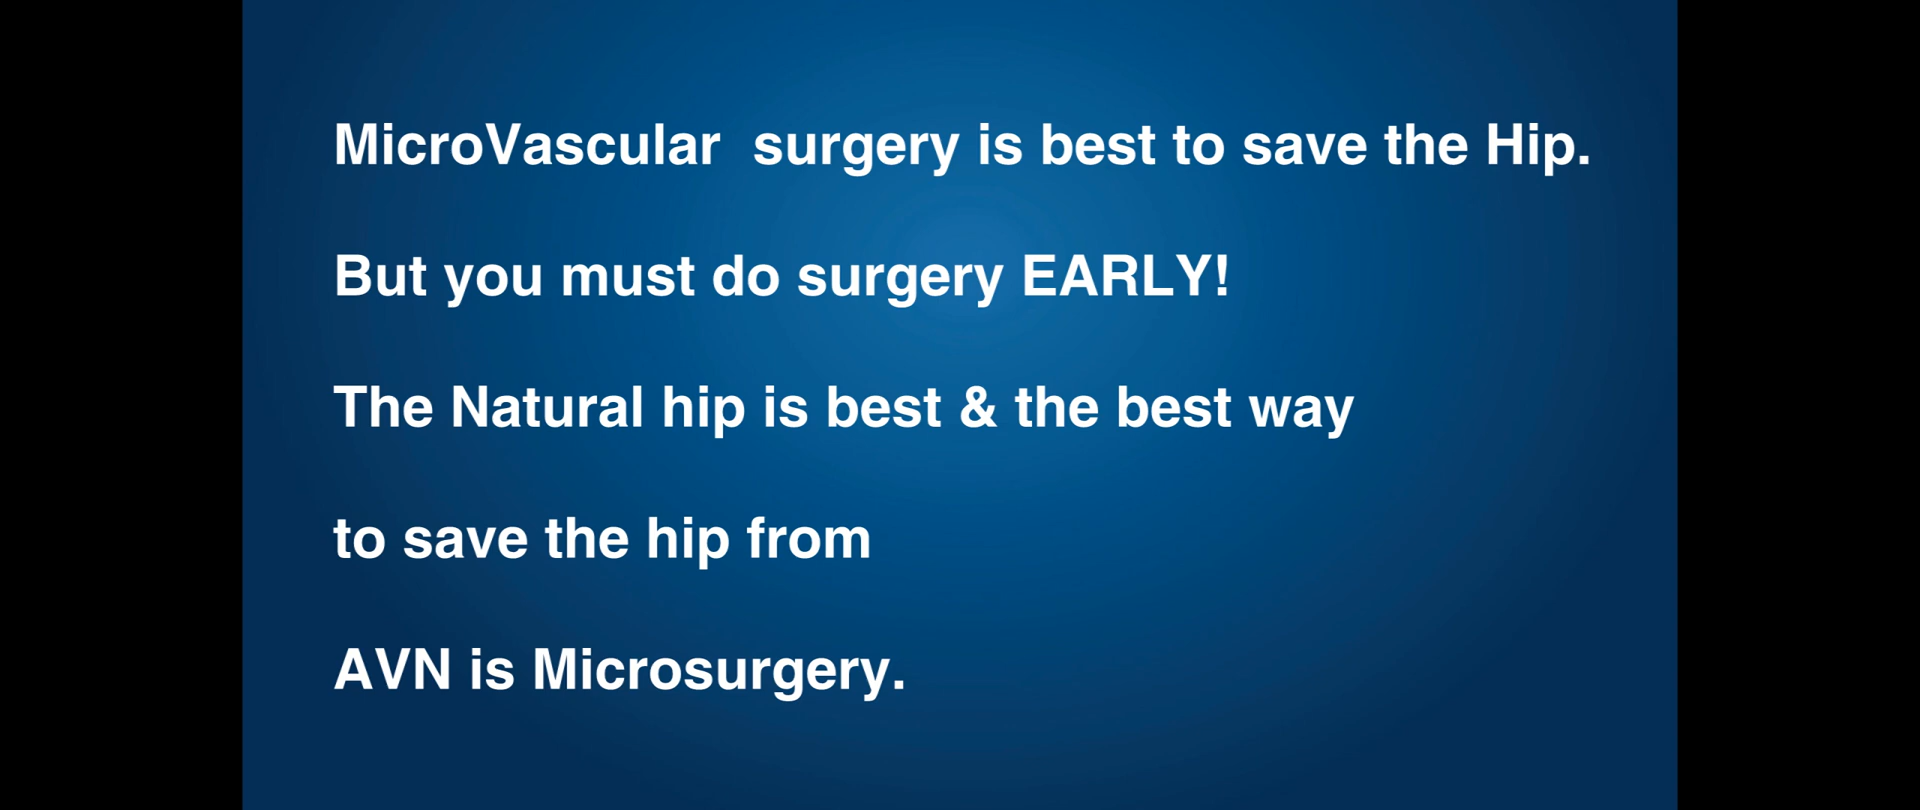 MicroVascular  surgery is best to save the Hip.
But you must do surgery EARLY!
The Natural hip is best & the best way
to save the hip from
AVN is Microsurgery.